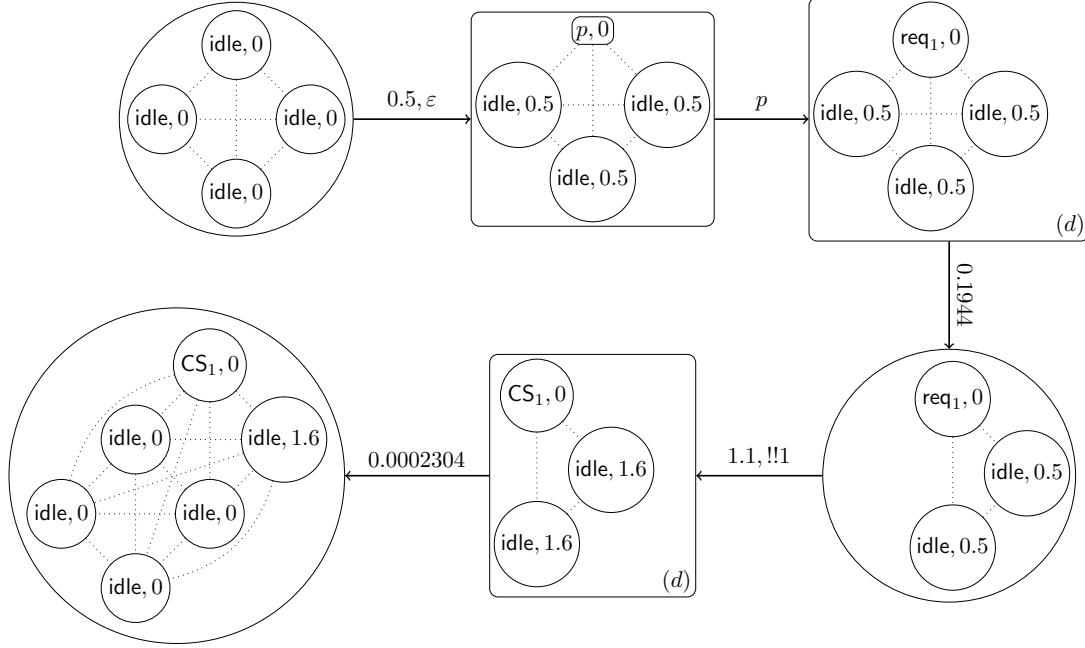 idle, 0
idle, 0
idle, 0
idle, 0
0.5, ε
p, 0
idle, 0.5
idle, 0.5
idle, 0.5
p
req₁, 0
idle, 0.5
idle, 0.5
idle, 0.5
(d)
0.1944
req₁, 0
idle, 0.5
idle, 0.5
1.1, !!1
CS₁, 0
idle, 1.6
idle, 1.6
(d)
0.0002304
CS₁, 0
idle, 0
idle, 1.6
idle, 0
idle, 0
idle, 0